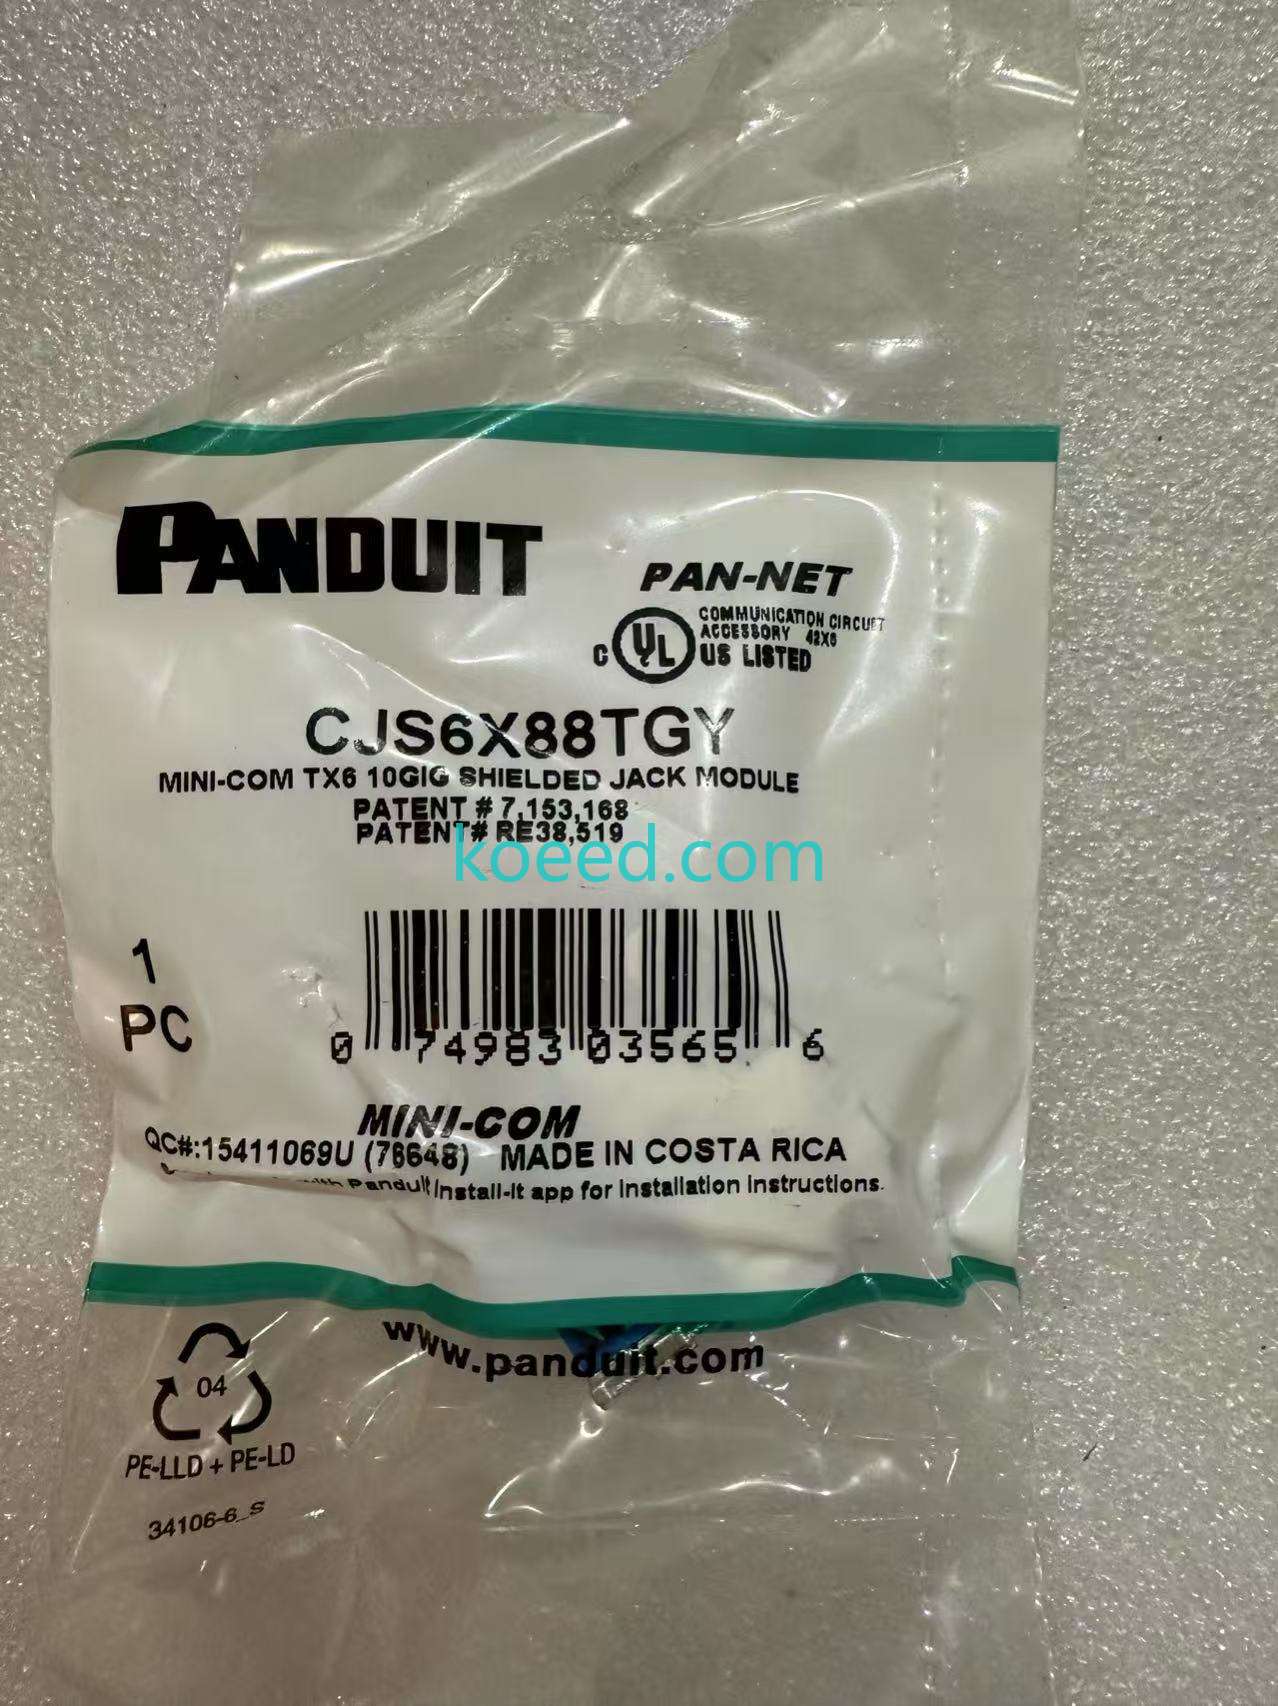 PANDUIT
PAN-NET
C UL US LISTED
COMMUNICATION CIRCUIT
ACCESSORY 42X6
CJS6X88TGY
MINI-COM TX6 10GIG SHIELDED JACK MODULE
PATENT # 7,153,168
PATENT# RE38,519
koeed.com
1
PC
0 74983 03565 6
MINI-COM
QC#:15411069U (76648) MADE IN COSTA RICA
with Panduit Install-It app for installation instructions.
www.panduit.com
04
PE-LLD + PE-LD
34106-6_S